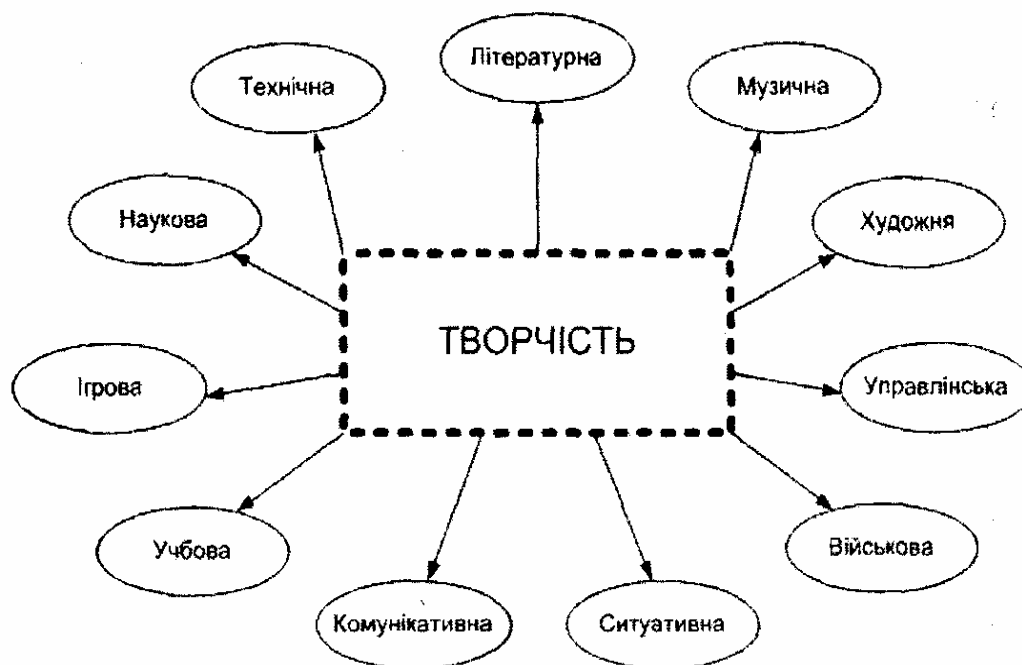 Літературна
Технічна
Музична
Наукова
Художня
ТВОРЧІСТЬ
Ігрова
Управлінська
Учбова
Військова
Комунікативна
Ситуативна